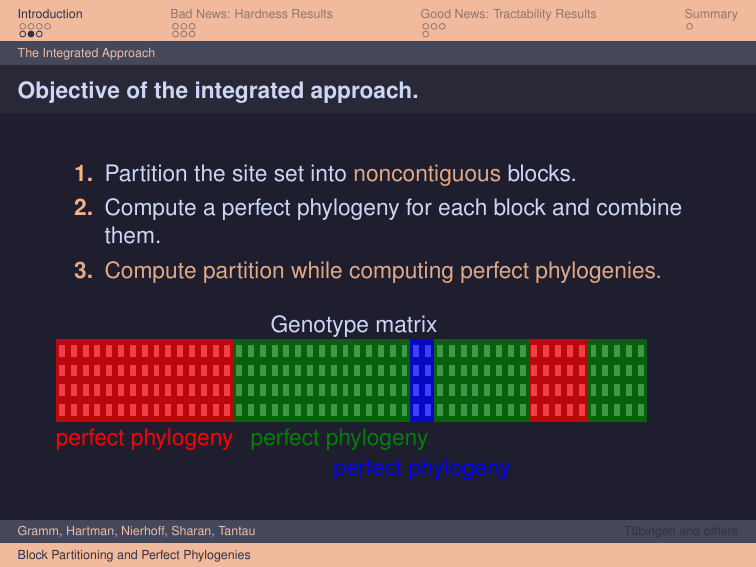 Introduction
Bad News: Hardness Results
Good News: Tractability Results
Summary
The Integrated Approach
Objective of the integrated approach.
1. Partition the site set into noncontiguous blocks.
2. Compute a perfect phylogeny for each block and combine
them.
3. Compute partition while computing perfect phylogenies.
Genotype matrix
perfect phylogeny perfect phylogeny
perfect phylogeny
Gramm, Hartman, Nierhoff, Sharan, Tantau
Tübingen and others
Block Partitioning and Perfect Phylogenies